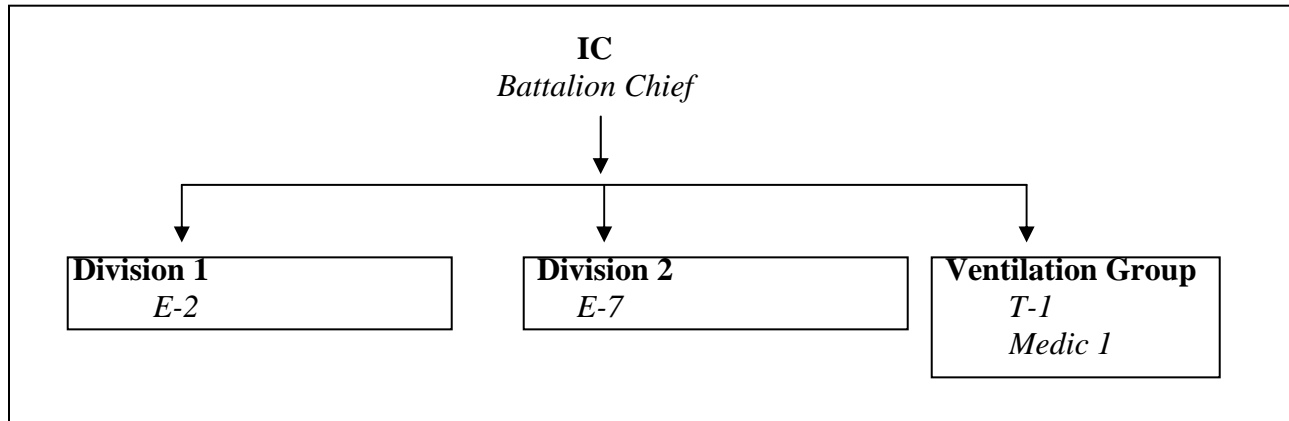 IC
Battalion Chief
Division 1
E-2
Division 2
E-7
Ventilation Group
T-1
Medic 1